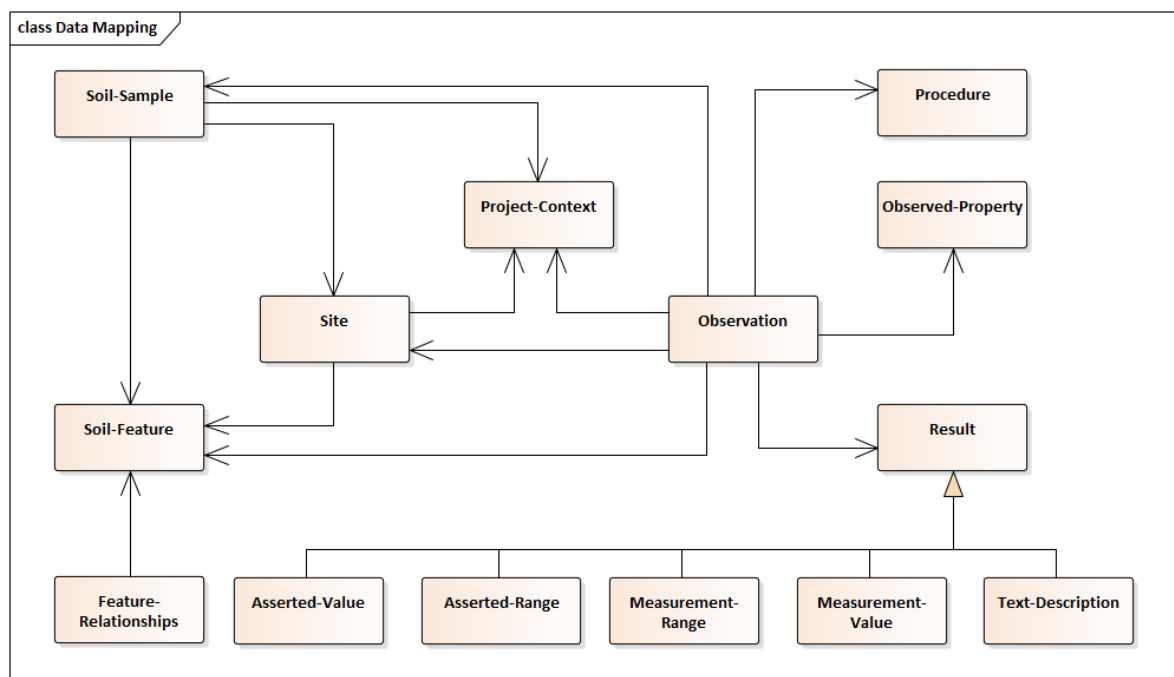 class Data Mapping
Soil-Sample
Procedure
Project-Context
Observed-Property
Site
Observation
Soil-Feature
Result
Feature-
Relationships
Asserted-Value
Asserted-Range
Measurement-
Range
Measurement-
Value
Text-Description